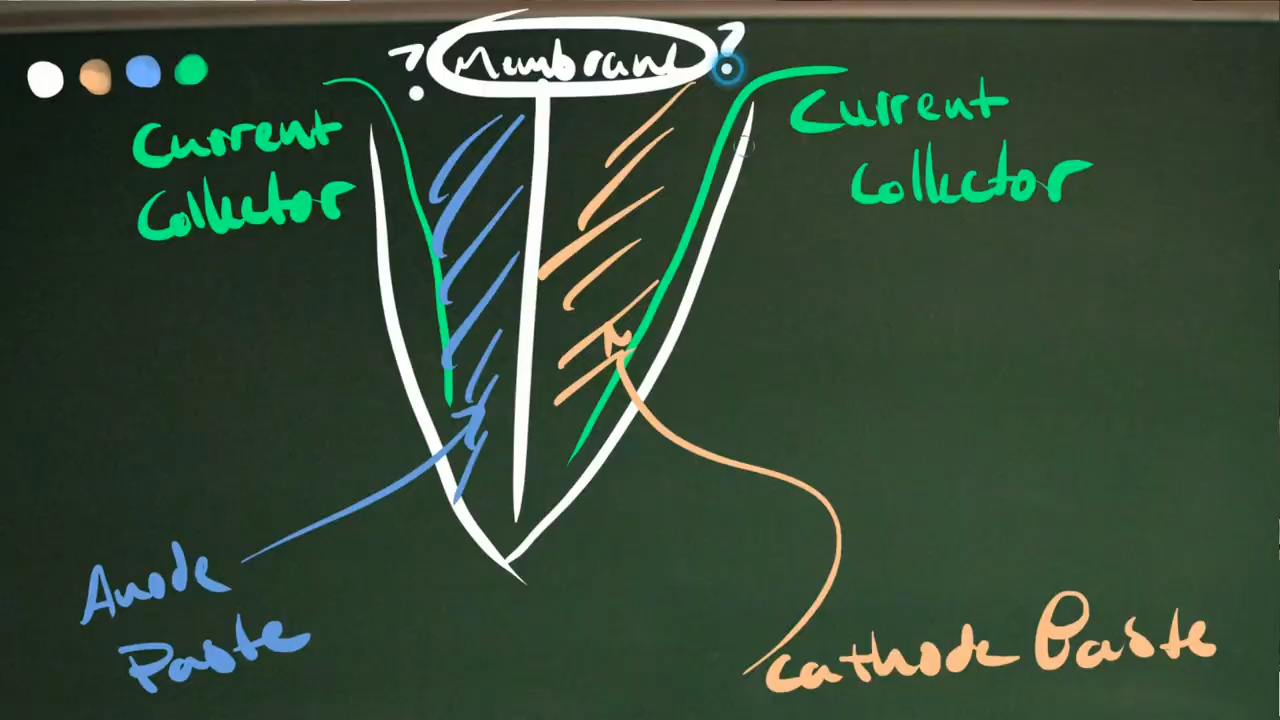 ? Membrane ?
Current
Collector
Current
Collector
Anode
Paste
Cathode Paste